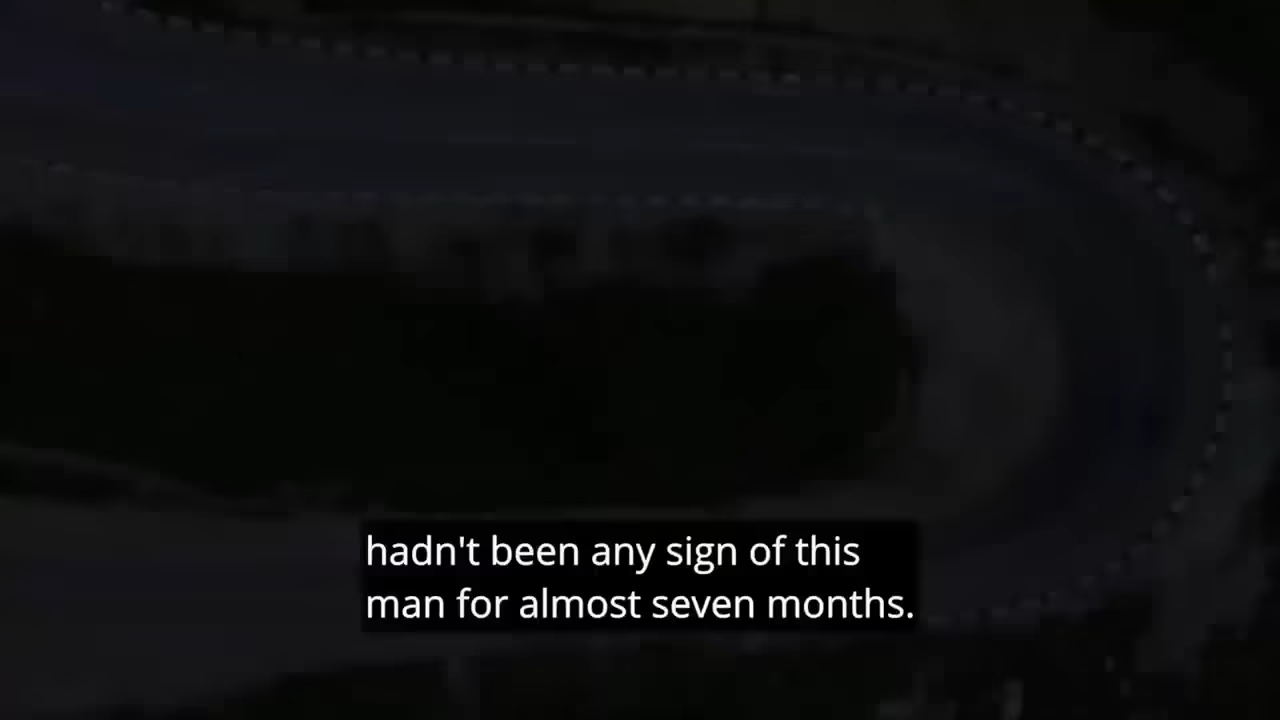 hadn't been any sign of this
man for almost seven months.